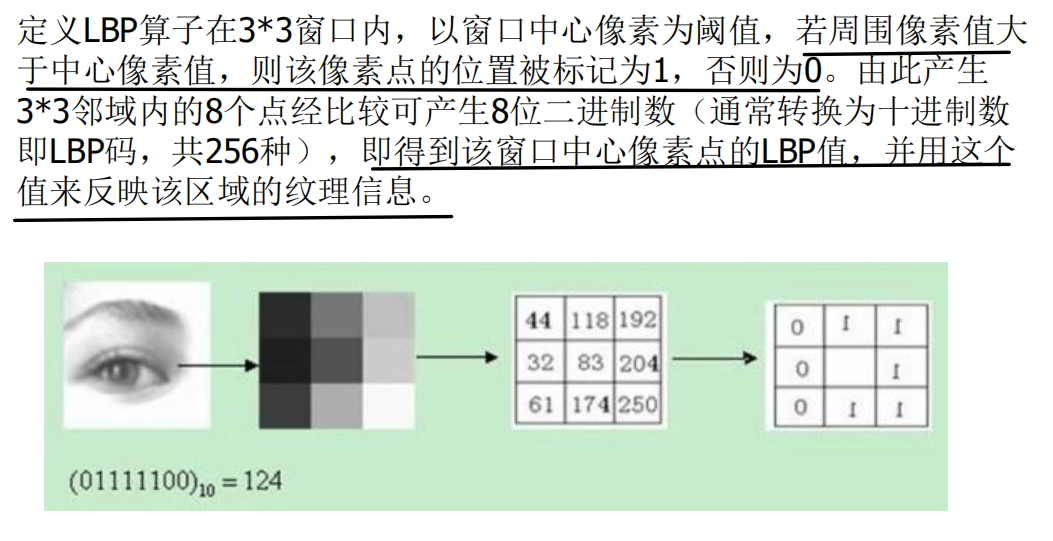 定义LBP算子在3*3窗口内，以窗口中心像素为阈值，若周围像素值大
于中心像素值，则该像素点的位置被标记为1，否则为0。由此产生
3*3邻域内的8个点经比较可产生8位二进制数（通常转换为十进制数
即LBP码，共256种），即得到该窗口中心像素点的LBP值，并用这个
值来反映该区域的纹理信息。
44 118 192
32 83 204
61 174 250
0 1 1
0 1
0 1 1
(01111100)₁₀ = 124